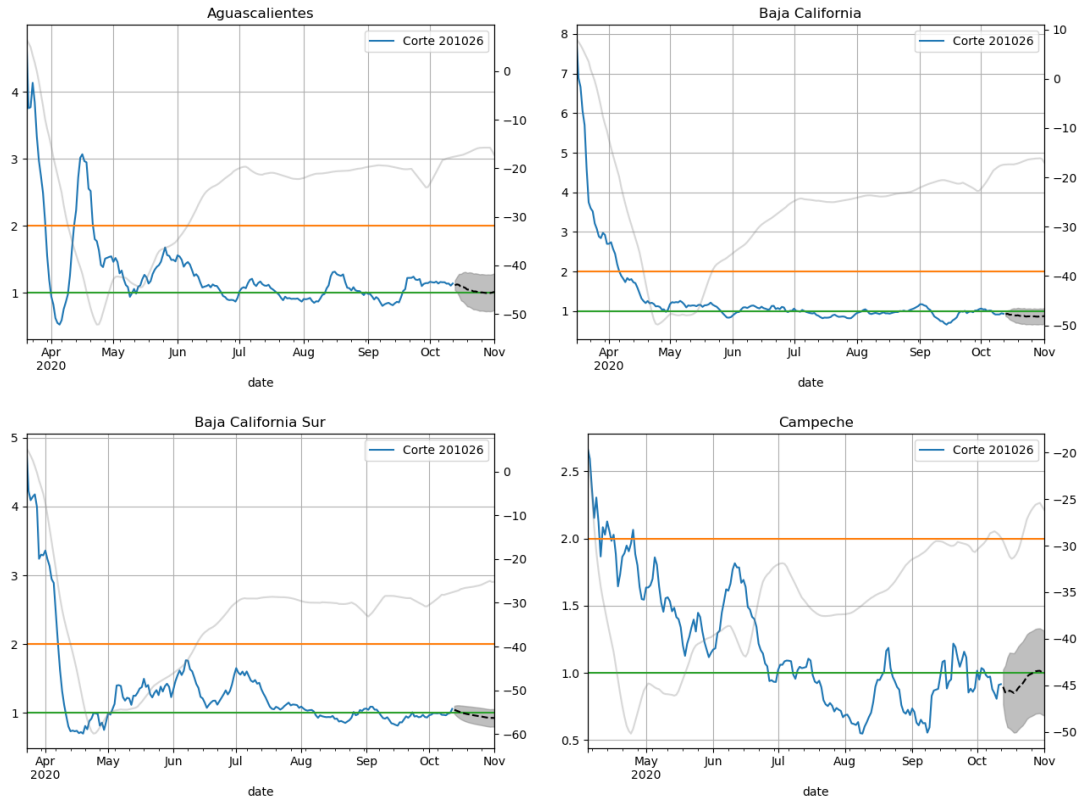 Aguascalientes
Corte 201026
4
3
2
1
0
−10
−20
−30
−40
−50
Apr
2020
May
Jun
Jul
Aug
Sep
Oct
Nov
date
Baja California
Corte 201026
8
7
6
5
4
3
2
1
10
0
−10
−20
−30
−40
−50
Apr
2020
May
Jun
Jul
Aug
Sep
Oct
Nov
date
Baja California Sur
Corte 201026
5
4
3
2
1
0
−10
−20
−30
−40
−50
−60
Apr
2020
May
Jun
Jul
Aug
Sep
Oct
Nov
date
Campeche
Corte 201026
2.5
2.0
1.5
1.0
0.5
−20
−25
−30
−35
−40
−45
−50
May
2020
Jun
Jul
Aug
Sep
Oct
Nov
date